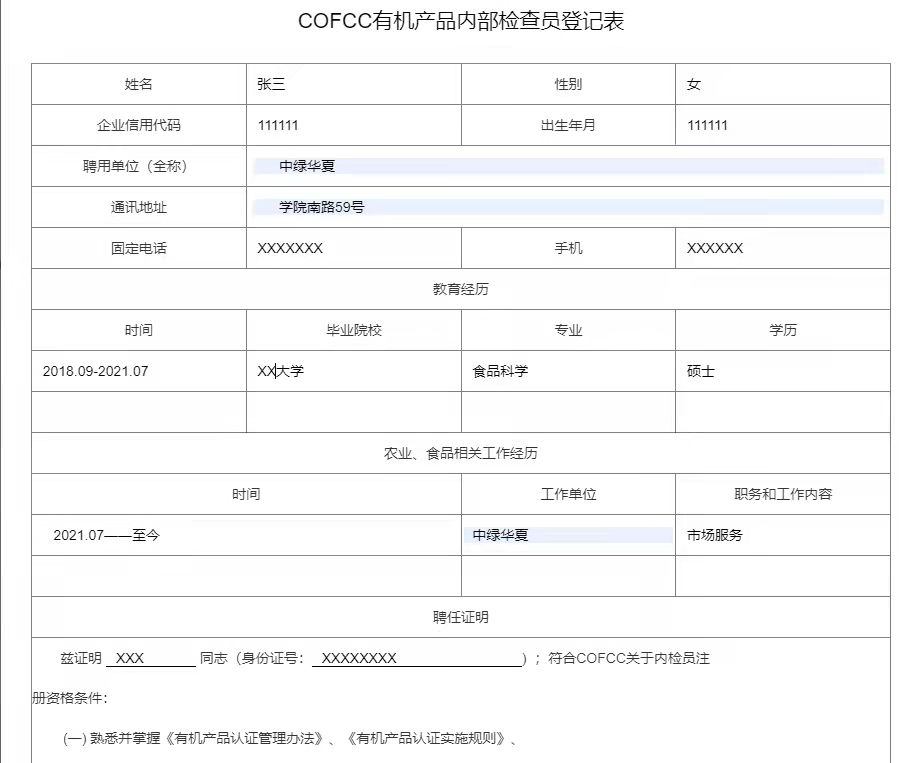 COFCC有机产品内部检查员登记表
姓名 张三 性别 女
企业信用代码 111111 出生年月 111111
聘用单位（全称） 中绿华夏
通讯地址 学院南路59号
固定电话 XXXXXXX 手机 XXXXXX
教育经历
时间 毕业院校 专业 学历
2018.09-2021.07 XX大学 食品科学 硕士
农业、食品相关工作经历
时间 工作单位 职务和工作内容
2021.07——至今 中绿华夏 市场服务
聘任证明
兹证明 XXX 同志（身份证号： XXXXXXXX ）；符合COFCC关于内检员注
册资格条件：
(一) 熟悉并掌握《有机产品认证管理办法》、《有机产品认证实施规则》、